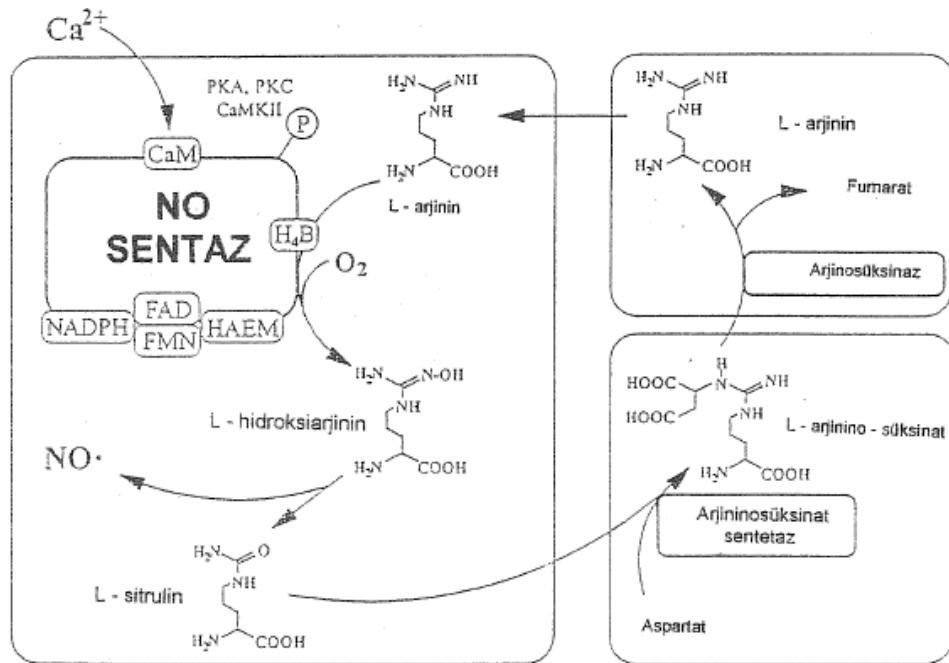 Ca²⁺
PKA, PKC
CaMKII
P
CaM
NO
SENTAZ
H₄B
O₂
NADPH
FAD
FMN
HAEM
H₂N
NH
NH
H₂N
COOH
L - arjinin
H₂N
N-OH
NH
L - hidroksiarjinin
H₂N
COOH
NO·
H₂N
O
NH
L - sitrulin
H₂N
COOH
H₂N
NH
NH
L - arjinin
H₂N
COOH
Fumarat
Arjinosüksinaz
H
HOOC
N
NH
HOOC
NH
L - arjinino - süksinat
H₂N
COOH
Arjininosüksinat
sentetaz
Aspartat